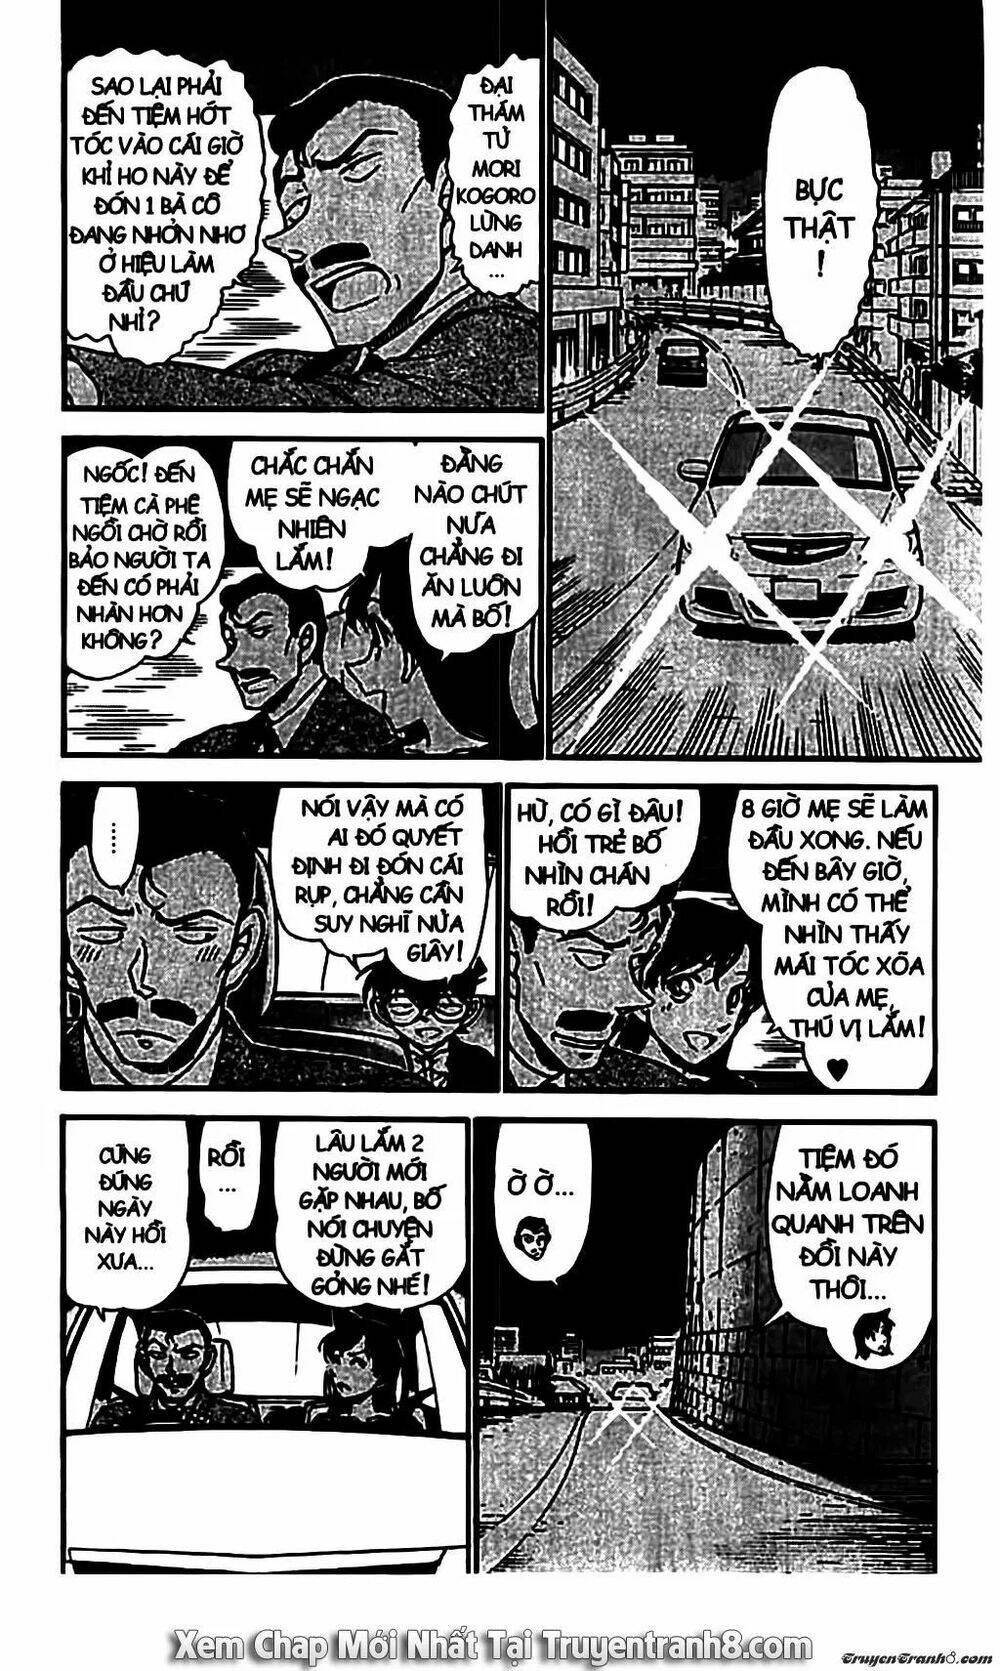 BỰC
THẬT
!
ĐẠI
THÁM
TỬ
MORI
KOGORO
LỪNG
DANH
...
SAO LẠI PHẢI
ĐẾN TIỆM HỚT
TÓC VÀO CÁI GIỜ
KHỈ HO NÀY ĐỂ
ĐÓN 1 BÀ CÔ
ĐANG NHỞN NHƠ
Ở HIỆU LÀM
ĐẦU CHỨ
NHỈ?
ĐẰNG
NÀO CHÚT
NỮA
CHẲNG ĐI
ĂN LUÔN
MÀ BỐ!
CHẮC CHẮN
MẸ SẼ NGẠC
NHIÊN
LẮM!
NGỐC! ĐẾN
TIỆM CÀ PHÊ
NGỒI CHỜ RỒI
BẢO NGƯỜI TA
ĐẾN CÓ PHẢI
NHÀN HƠN
KHÔNG?
8 GIỜ MẸ SẼ LÀM
ĐẦU XONG. NẾU
ĐẾN BÂY GIỜ,
MÌNH CÓ THỂ
NHÌN THẤY
MÁI TÓC XÕA
CỦA MẸ,
THÚ VỊ LẮM!
♥
HỪ, CÓ GÌ ĐÂU!
HỒI TRẺ BỐ
NHÌN CHÁN
RỒI!
NÓI VẬY MÀ CÓ
AI ĐÓ QUYẾT
ĐỊNH ĐI ĐÓN CÁI
RỤP, CHẲNG CẦN
SUY NGHĨ NỬA
GIÂY!
......
TIỆM ĐÓ
NẰM LOANH
QUANH TRÊN
ĐỒI NÀY
THÔI...
Ờ Ờ...
LÂU LẮM 2
NGƯỜI MỚI
GẶP NHAU, BỐ
NÓI CHUYỆN
ĐỪNG GẮT
GỎNG NHÉ!
RỒI
...
CŨNG
ĐÚNG
NGÀY
NÀY HỒI
XƯA...
Xem Chap Mới Nhất Tại Truyentranh8.com
TruyenTranh8.com